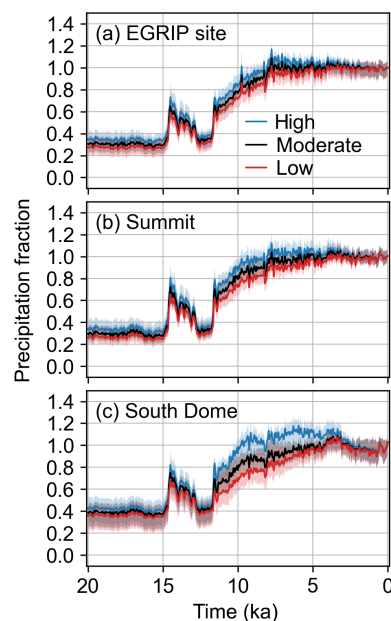 (a) EGRIP site
1.4
1.2
1.0
0.8
0.6
0.4
0.2
0.0
High
Moderate
Low
(b) Summit
1.4
1.2
1.0
0.8
0.6
0.4
0.2
0.0
Precipitation fraction
(c) South Dome
1.4
1.2
1.0
0.8
0.6
0.4
0.2
0.0
20 15 10 5 0
Time (ka)